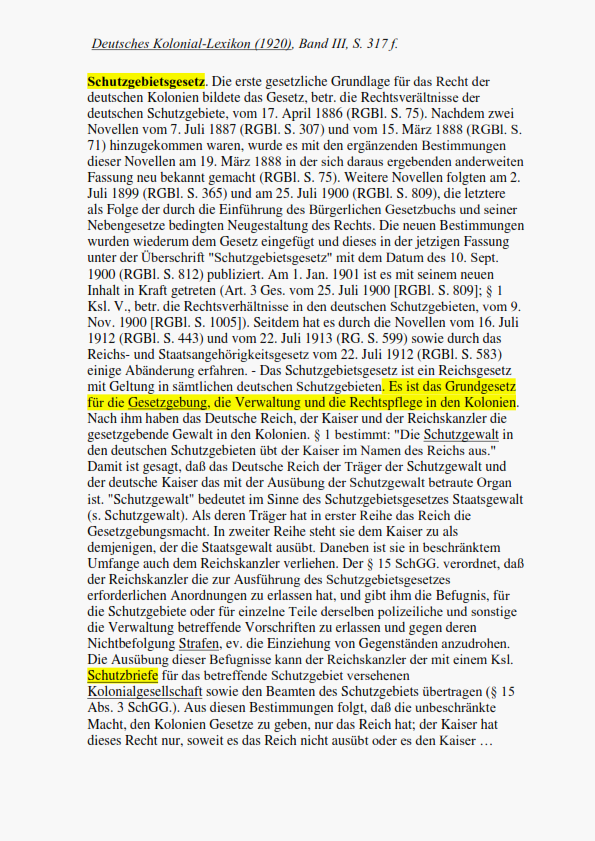 Deutsches Kolonial-Lexikon (1920), Band III, S. 317 f.
Schutzgebietsgesetz. Die erste gesetzliche Grundlage für das Recht der
deutschen Kolonien bildete das Gesetz, betr. die Rechtsverältnisse der
deutschen Schutzgebiete, vom 17. April 1886 (RGBl. S. 75). Nachdem zwei
Novellen vom 7. Juli 1887 (RGBl. S. 307) und vom 15. März 1888 (RGBl. S.
71) hinzugekommen waren, wurde es mit den ergänzenden Bestimmungen
dieser Novellen am 19. März 1888 in der sich daraus ergebenden anderweiten
Fassung neu bekannt gemacht (RGBl. S. 75). Weitere Novellen folgten am 2.
Juli 1899 (RGBl. S. 365) und am 25. Juli 1900 (RGBl. S. 809), die letztere
als Folge der durch die Einführung des Bürgerlichen Gesetzbuchs und seiner
Nebengesetze bedingten Neugestaltung des Rechts. Die neuen Bestimmungen
wurden wiederum dem Gesetz eingefügt und dieses in der jetzigen Fassung
unter der Überschrift "Schutzgebietsgesetz" mit dem Datum des 10. Sept.
1900 (RGBl. S. 812) publiziert. Am 1. Jan. 1901 ist es mit seinem neuen
Inhalt in Kraft getreten (Art. 3 Ges. vom 25. Juli 1900 [RGBl. S. 809]; § 1
Ksl. V., betr. die Rechtsverhältnisse in den deutschen Schutzgebieten, vom 9.
Nov. 1900 [RGBl. S. 1005]). Seitdem hat es durch die Novellen vom 16. Juli
1912 (RGBl. S. 443) und vom 22. Juli 1913 (RG. S. 599) sowie durch das
Reichs- und Staatsangehörigkeitsgesetz vom 22. Juli 1912 (RGBl. S. 583)
einige Abänderung erfahren. - Das Schutzgebietsgesetz ist ein Reichsgesetz
mit Geltung in sämtlichen deutschen Schutzgebieten. Es ist das Grundgesetz
für die Gesetzgebung, die Verwaltung und die Rechtspflege in den Kolonien.
Nach ihm haben das Deutsche Reich, der Kaiser und der Reichskanzler die
gesetzgebende Gewalt in den Kolonien. § 1 bestimmt: "Die Schutzgewalt in
den deutschen Schutzgebieten übt der Kaiser im Namen des Reichs aus."
Damit ist gesagt, daß das Deutsche Reich der Träger der Schutzgewalt und
der deutsche Kaiser das mit der Ausübung der Schutzgewalt betraute Organ
ist. "Schutzgewalt" bedeutet im Sinne des Schutzgebietsgesetzes Staatsgewalt
(s. Schutzgewalt). Als deren Träger hat in erster Reihe das Reich die
Gesetzgebungsmacht. In zweiter Reihe steht sie dem Kaiser zu als
demjenigen, der die Staatsgewalt ausübt. Daneben ist sie in beschränktem
Umfange auch dem Reichskanzler verliehen. Der § 15 SchGG. verordnet, daß
der Reichskanzler die zur Ausführung des Schutzgebietsgesetzes
erforderlichen Anordnungen zu erlassen hat, und gibt ihm die Befugnis, für
die Schutzgebiete oder für einzelne Teile derselben polizeiliche und sonstige
die Verwaltung betreffende Vorschriften zu erlassen und gegen deren
Nichtbefolgung Strafen, ev. die Einziehung von Gegenständen anzudrohen.
Die Ausübung dieser Befugnisse kann der Reichskanzler der mit einem Ksl.
Schutzbriefe für das betreffende Schutzgebiet versehenen
Kolonialgesellschaft sowie den Beamten des Schutzgebiets übertragen (§ 15
Abs. 3 SchGG.). Aus diesen Bestimmungen folgt, daß die unbeschränkte
Macht, den Kolonien Gesetze zu geben, nur das Reich hat; der Kaiser hat
dieses Recht nur, soweit es das Reich nicht ausübt oder es den Kaiser …